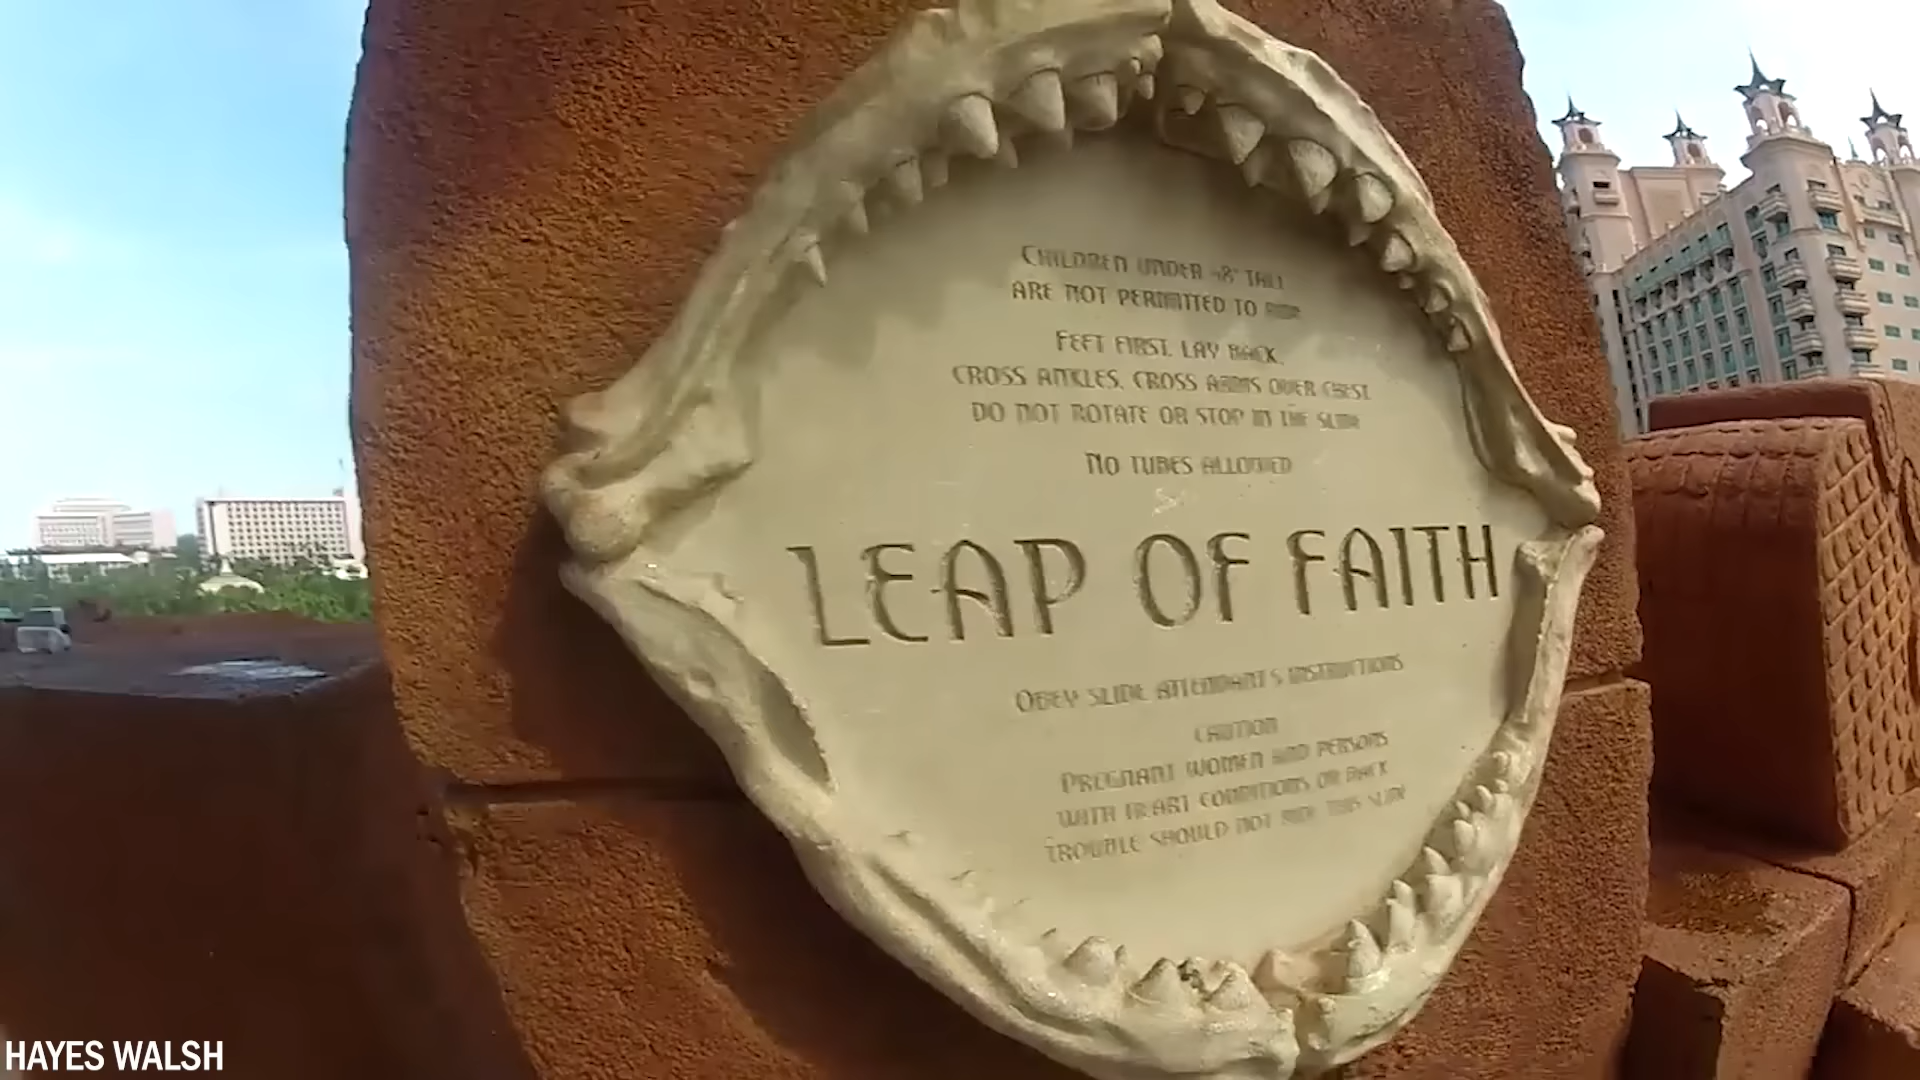 CHILDREN UNDER 48" TALL
ARE NOT PERMITTED TO RIDE
FEET FIRST, LAY BACK,
CROSS ANKLES, CROSS ARMS OVER CHEST
DO NOT ROTATE OR STOP IN THE SLIDE
NO TUBES ALLOWED
LEAP OF FAITH
OBEY SLIDE ATTENDANT'S INSTRUCTIONS
CAUTION
PREGNANT WOMEN AND PERSONS
WITH HEART CONDITIONS OR BACK
TROUBLE SHOULD NOT RIDE THIS SLIDE
HAYES WALSH